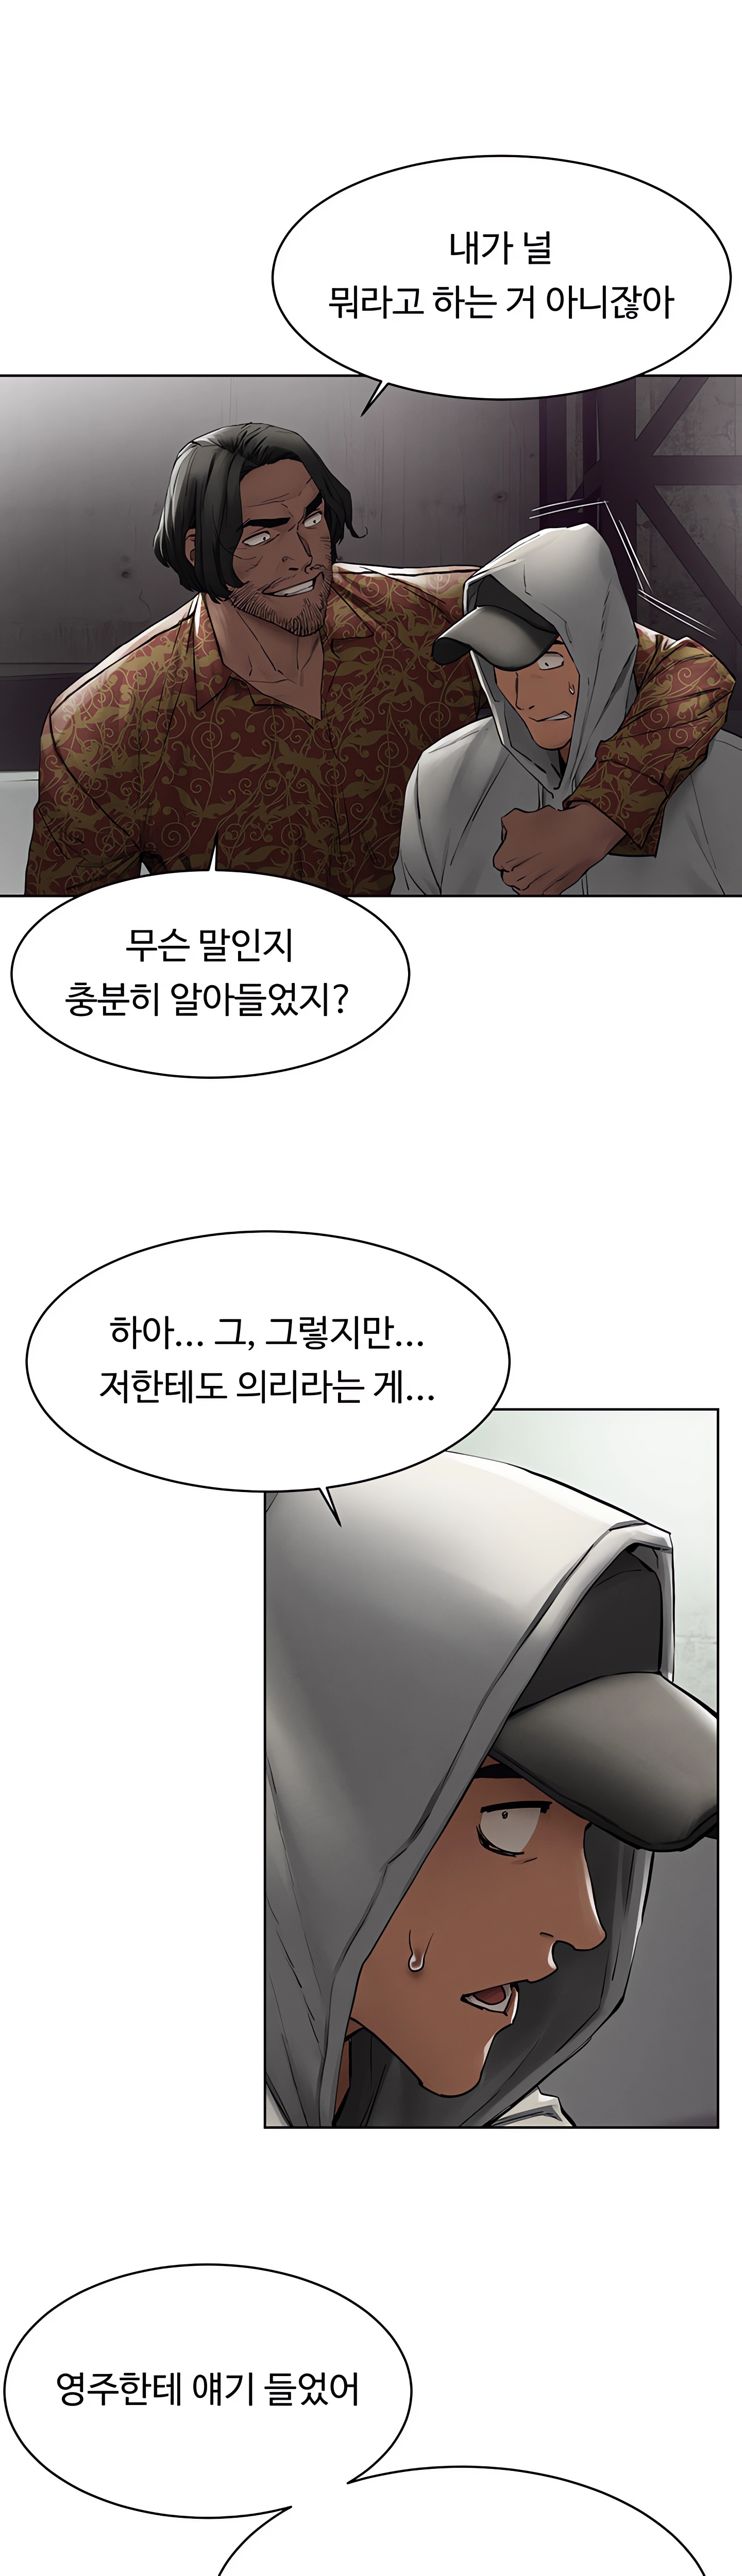 내가 널
뭐라고 하는 거 아니잖아
무슨 말인지
충분히 알아들었지?
하아... 그, 그렇지만...
저한테도 의리라는 게...
영주한테 얘기 들었어